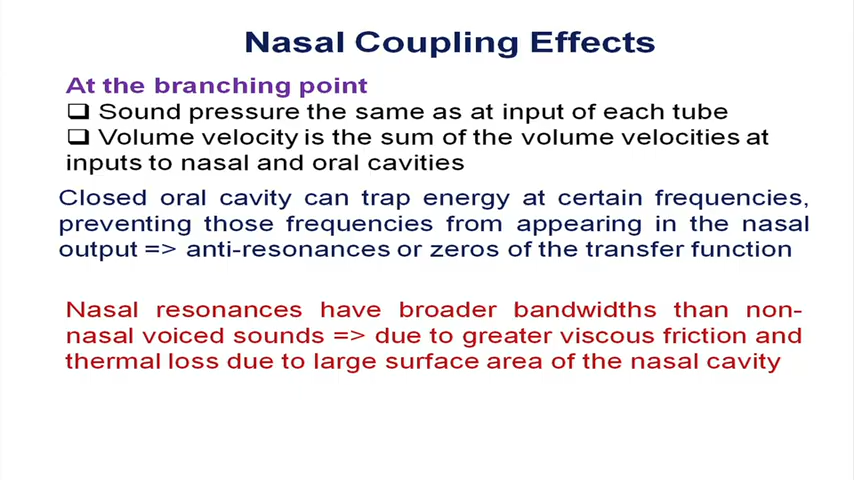 Nasal Coupling Effects
At the branching point
❑ Sound pressure the same as at input of each tube
❑ Volume velocity is the sum of the volume velocities at
inputs to nasal and oral cavities
Closed oral cavity can trap energy at certain frequencies,
preventing those frequencies from appearing in the nasal
output => anti-resonances or zeros of the transfer function
Nasal resonances have broader bandwidths than non-
nasal voiced sounds => due to greater viscous friction and
thermal loss due to large surface area of the nasal cavity